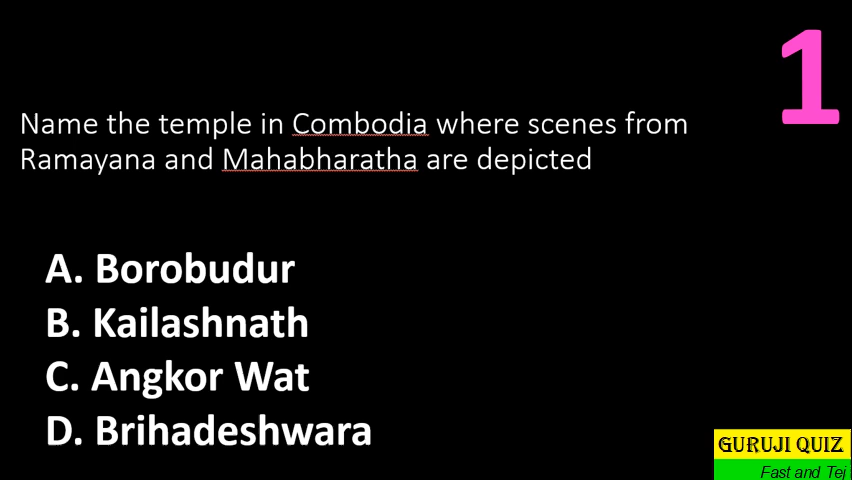 1
Name the temple in Combodia where scenes from
Ramayana and Mahabharatha are depicted
A. Borobudur
B. Kailashnath
C. Angkor Wat
D. Brihadeshwara
GURUJI QUIZ
Fast and Tej